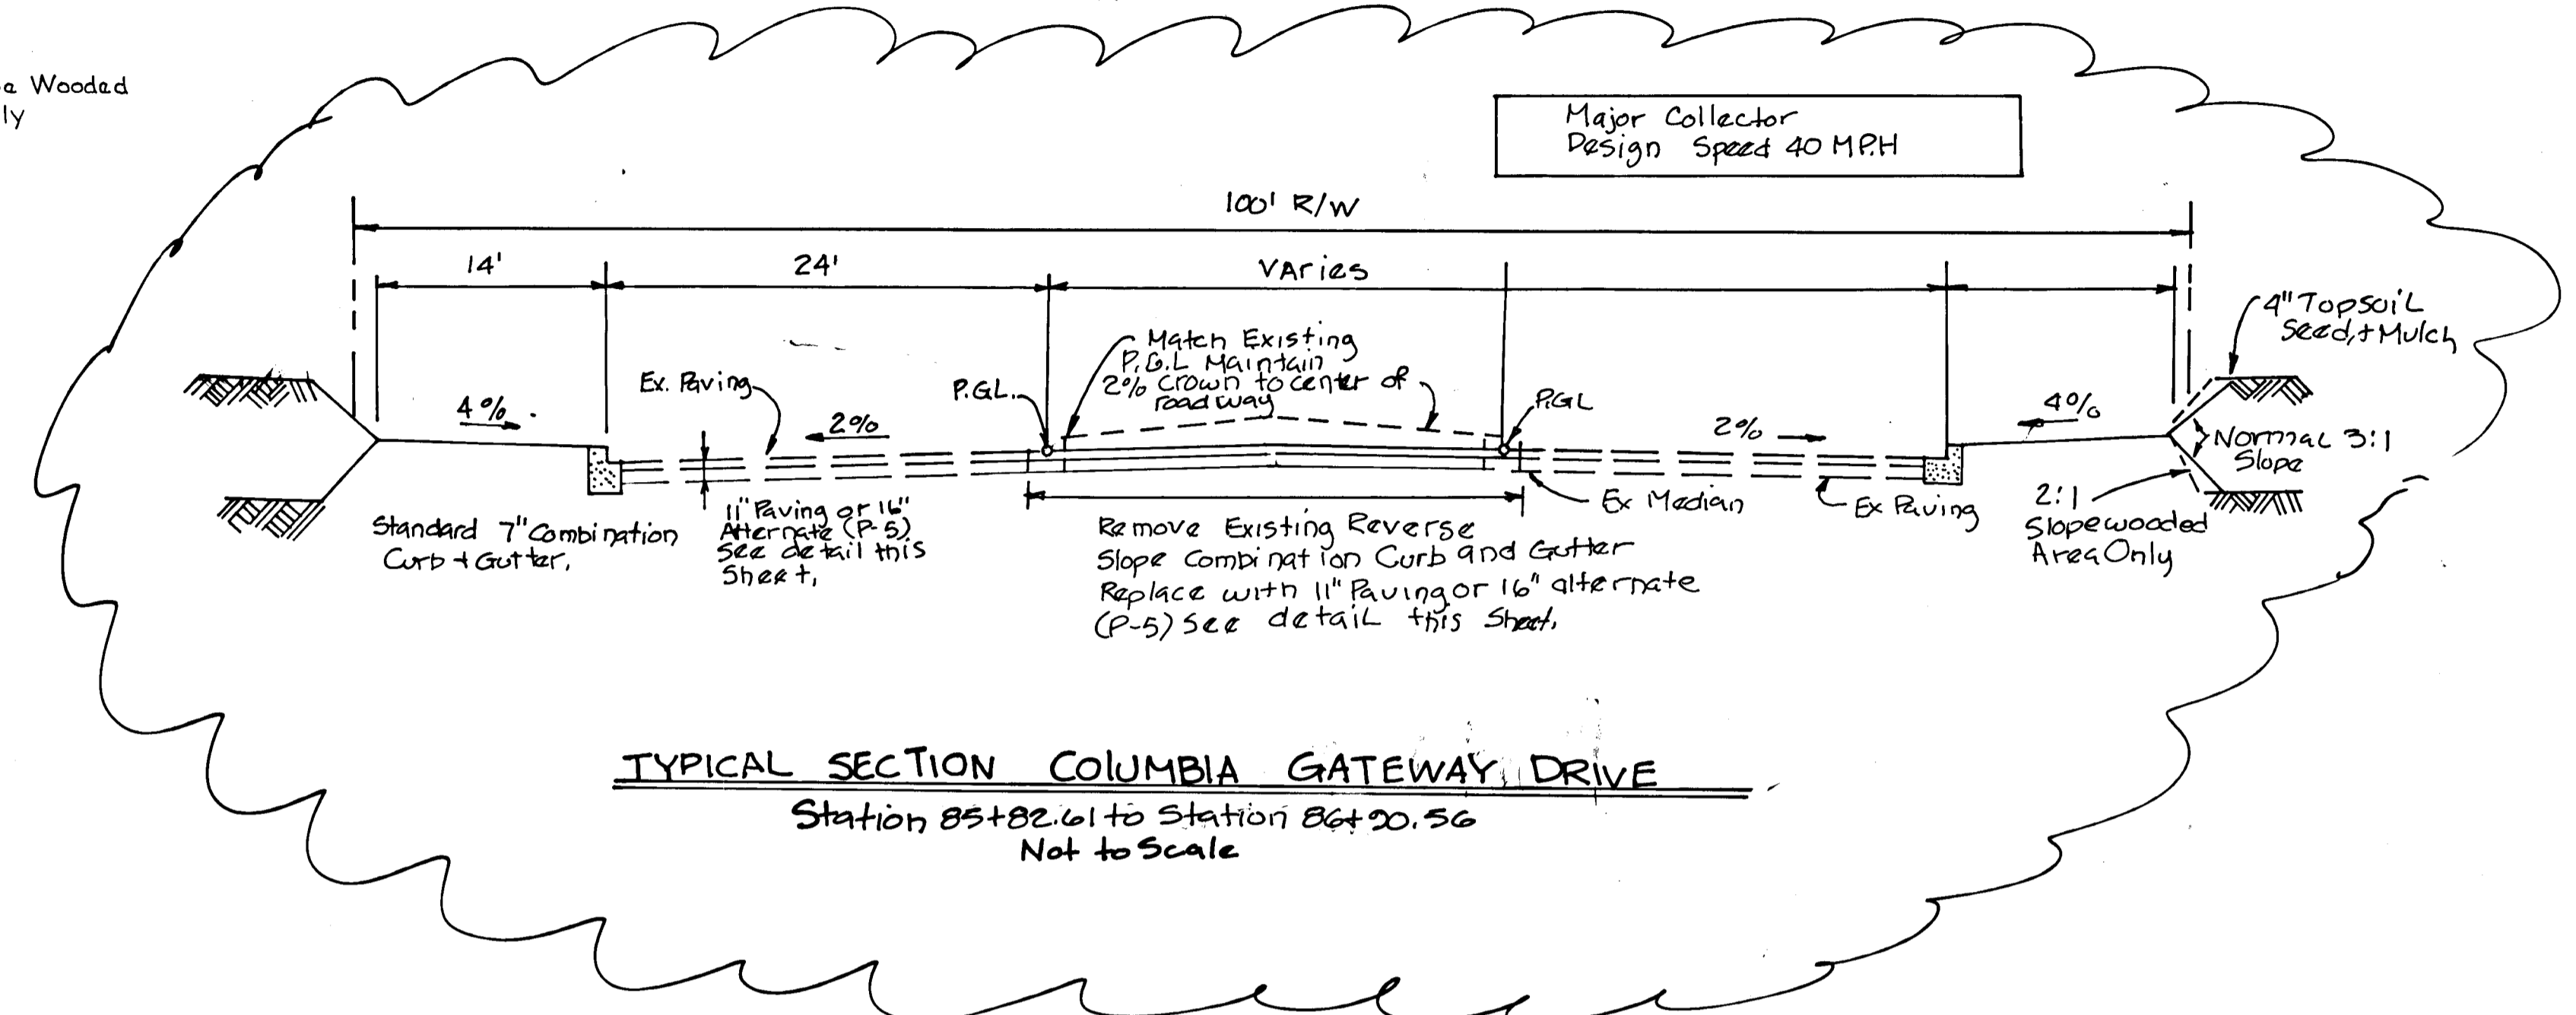 a Wooded
ly
Major Collector
Design Speed 40 M.P.H
100' R/W
14'
24'
VAries
4" Topsoil
Seed, + Mulch
Match Existing
P.G.L Maintain
2% crown to center of
roadway
Ex. Paving
P.G.L.
P.G.L
4%
2%
2%
4%
Normal 3:1
Slope
2:1
Slope wooded
Area Only
Standard 7" Combination
Curb + Gutter,
11" Paving or 16"
Alternate (P-5)
See detail this
Sheet,
Ex Median
Ex Paving
Remove Existing Reverse
Slope Combination Curb and Gutter
Replace with 11" Paving or 16" alternate
(P-5) See detail this Sheet,
TYPICAL SECTION COLUMBIA GATEWAY DRIVE
Station 85+82.61 to Station 86+90.56
Not to Scale